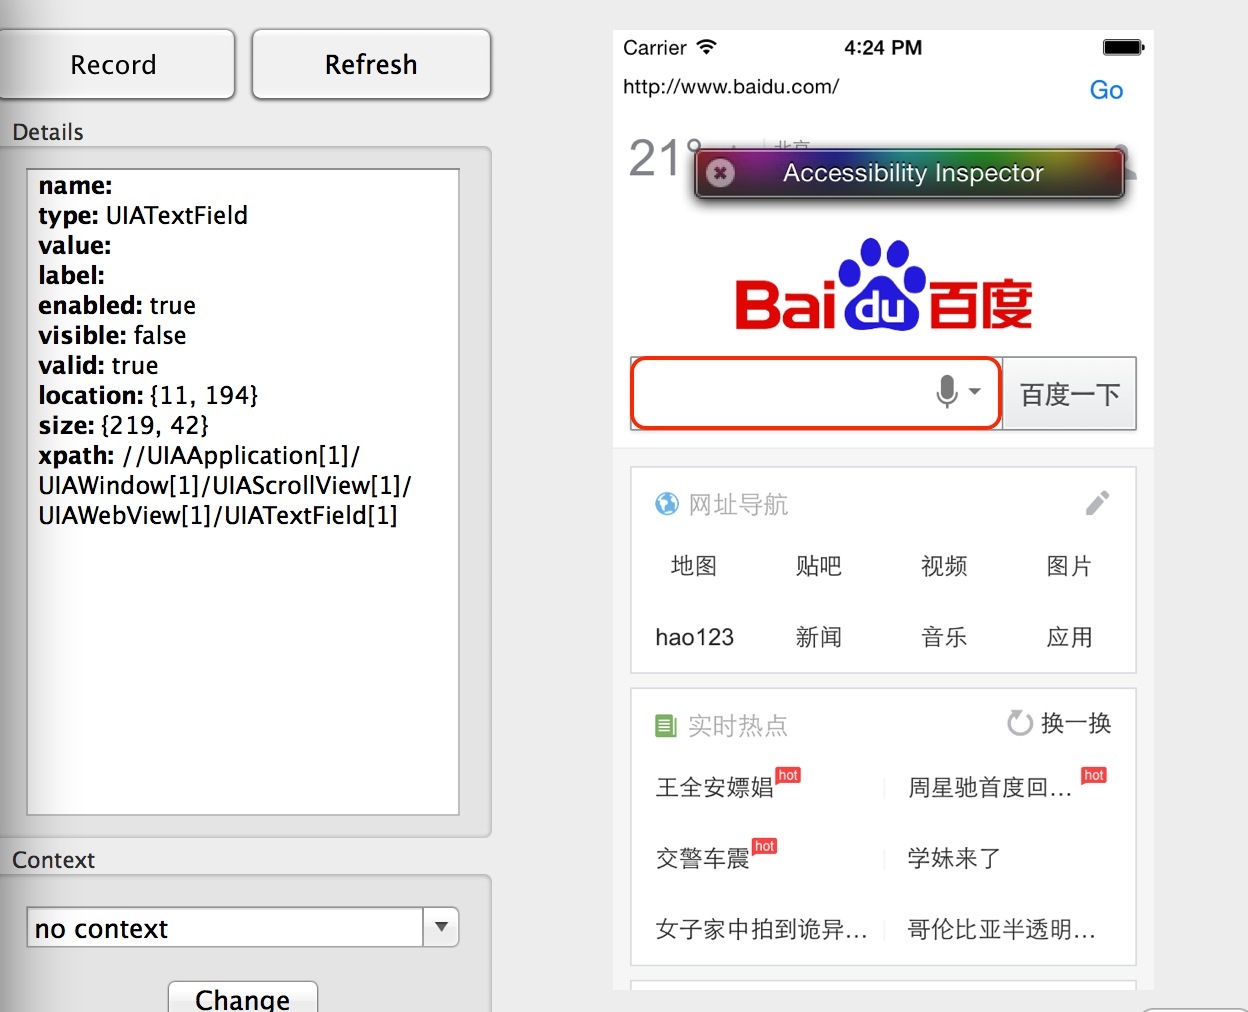 Record
Refresh
Details
name:
type: UIATextField
value:
label:
enabled: true
visible: false
valid: true
location: {11, 194}
size: {219, 42}
xpath: //UIAApplication[1]/
UIAWindow[1]/UIAScrollView[1]/
UIAWebView[1]/UIATextField[1]
Context
no context
Change
Carrier
4:24 PM
http://www.baidu.com/
Go
21°
北京
Accessibility Inspector
Bai du 百度
百度一下
网址导航
地图 贴吧 视频 图片
hao123 新闻 音乐 应用
实时热点
换一换
王全安嫖娼 hot 周星驰首度回... hot
交警车震 hot 学妹来了
女子家中拍到诡异... 哥伦比亚半透明...